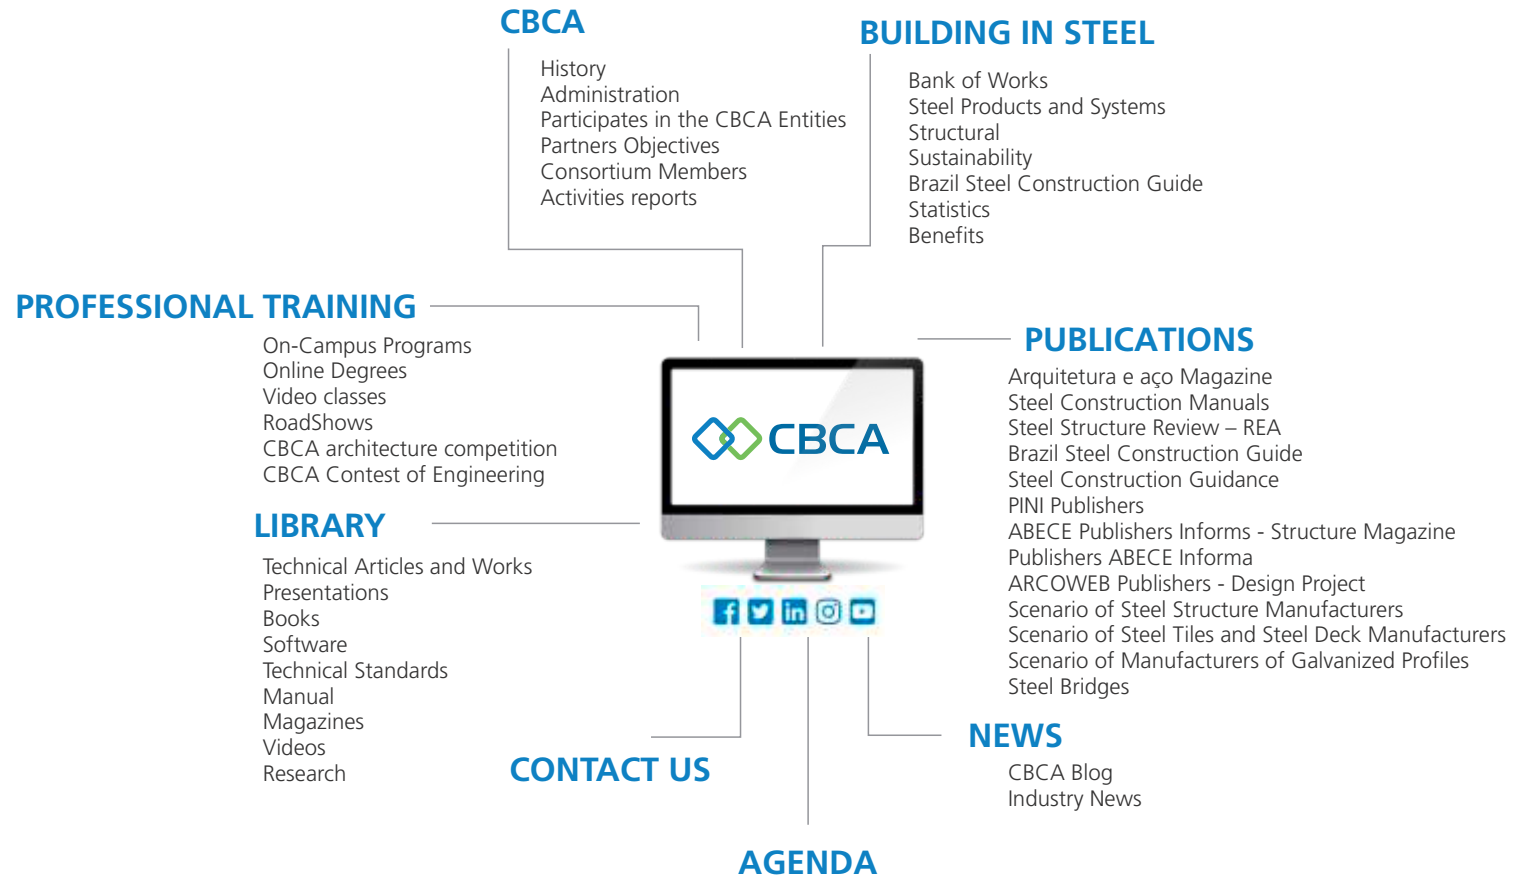 CBCA
History
Administration
Participates in the CBCA Entities
Partners Objectives
Consortium Members
Activities reports
BUILDING IN STEEL
Bank of Works
Steel Products and Systems
Structural
Sustainability
Brazil Steel Construction Guide
Statistics
Benefits
PROFESSIONAL TRAINING
On-Campus Programs
Online Degrees
Video classes
RoadShows
CBCA architecture competition
CBCA Contest of Engineering
CBCA
PUBLICATIONS
Arquitetura e aço Magazine
Steel Construction Manuals
Steel Structure Review – REA
Brazil Steel Construction Guide
Steel Construction Guidance
PINI Publishers
ABECE Publishers Informs - Structure Magazine
Publishers ABECE Informa
ARCOWEB Publishers - Design Project
Scenario of Steel Structure Manufacturers
Scenario of Steel Tiles and Steel Deck Manufacturers
Scenario of Manufacturers of Galvanized Profiles
Steel Bridges
LIBRARY
Technical Articles and Works
Presentations
Books
Software
Technical Standards
Manual
Magazines
Videos
Research
CONTACT US
NEWS
CBCA Blog
Industry News
AGENDA